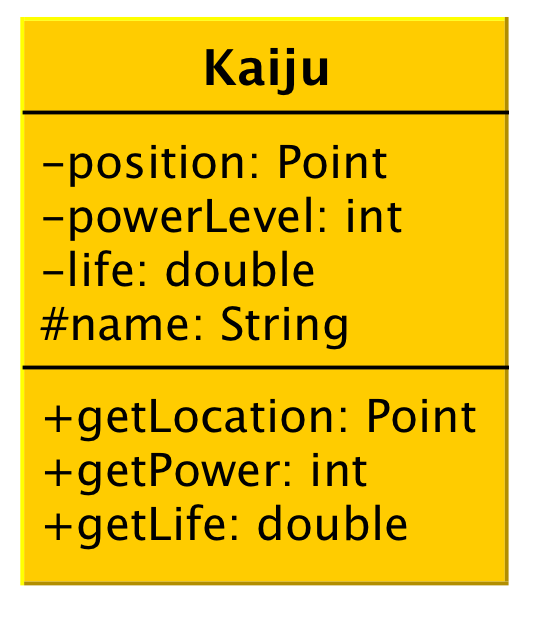 Kaiju
-position: Point
-powerLevel: int
-life: double
#name: String
+getLocation: Point
+getPower: int
+getLife: double